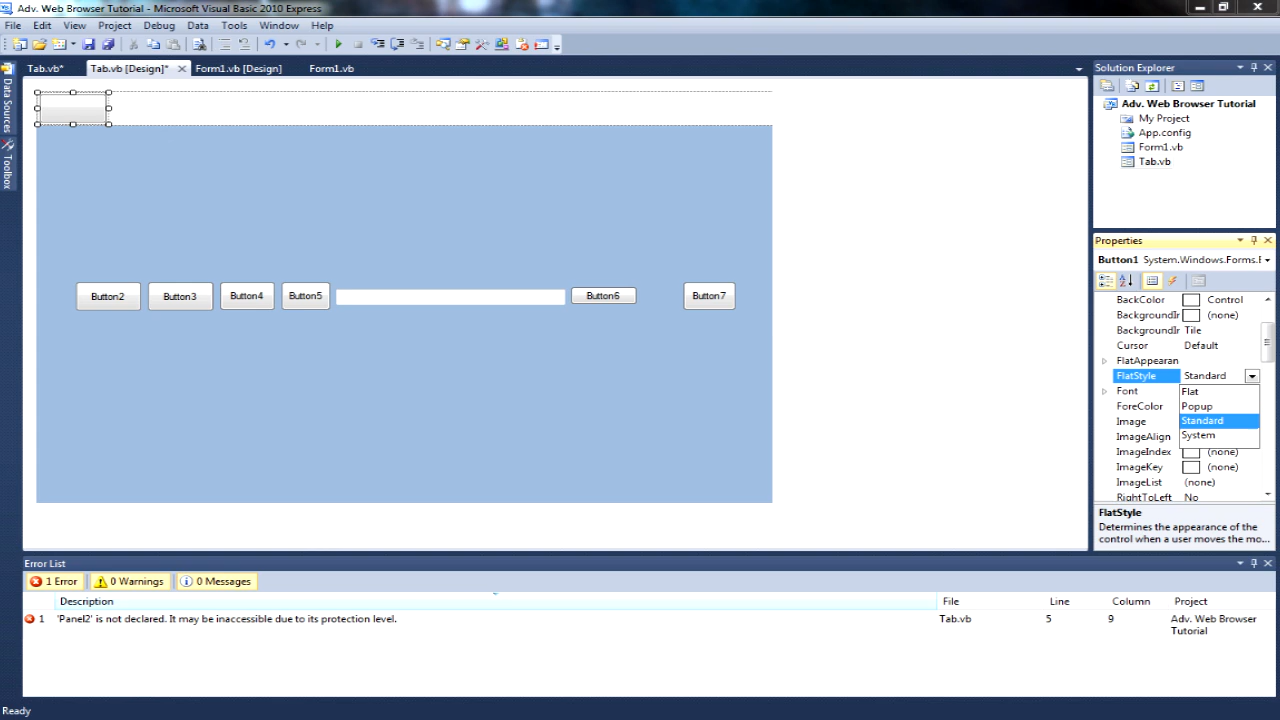 Adv. Web Browser Tutorial - Microsoft Visual Basic 2010 Express
File Edit View Project Debug Data Tools Window Help
Tab.vb* Tab.vb [Design]* Form1.vb [Design] Form1.vb
Data Sources
Toolbox
Button2 Button3 Button4 Button5 Button6 Button7
Solution Explorer
Adv. Web Browser Tutorial
My Project
App.config
Form1.vb
Tab.vb
Properties
Button1 System.Windows.Forms.E
BackColor Control
BackgroundIr (none)
BackgroundIr Tile
Cursor Default
FlatAppearan
FlatStyle Standard
Font
Flat
ForeColor
Popup
Image
Standard
ImageAlign
System
ImageIndex (none)
ImageKey (none)
ImageList (none)
RightToLeft No
FlatStyle
Determines the appearance of the
control when a user moves the mo...
Error List
1 Error 0 Warnings 0 Messages
Description File Line Column Project
1 'Panel2' is not declared. It may be inaccessible due to its protection level. Tab.vb 5 9 Adv. Web Browser
Tutorial
Ready